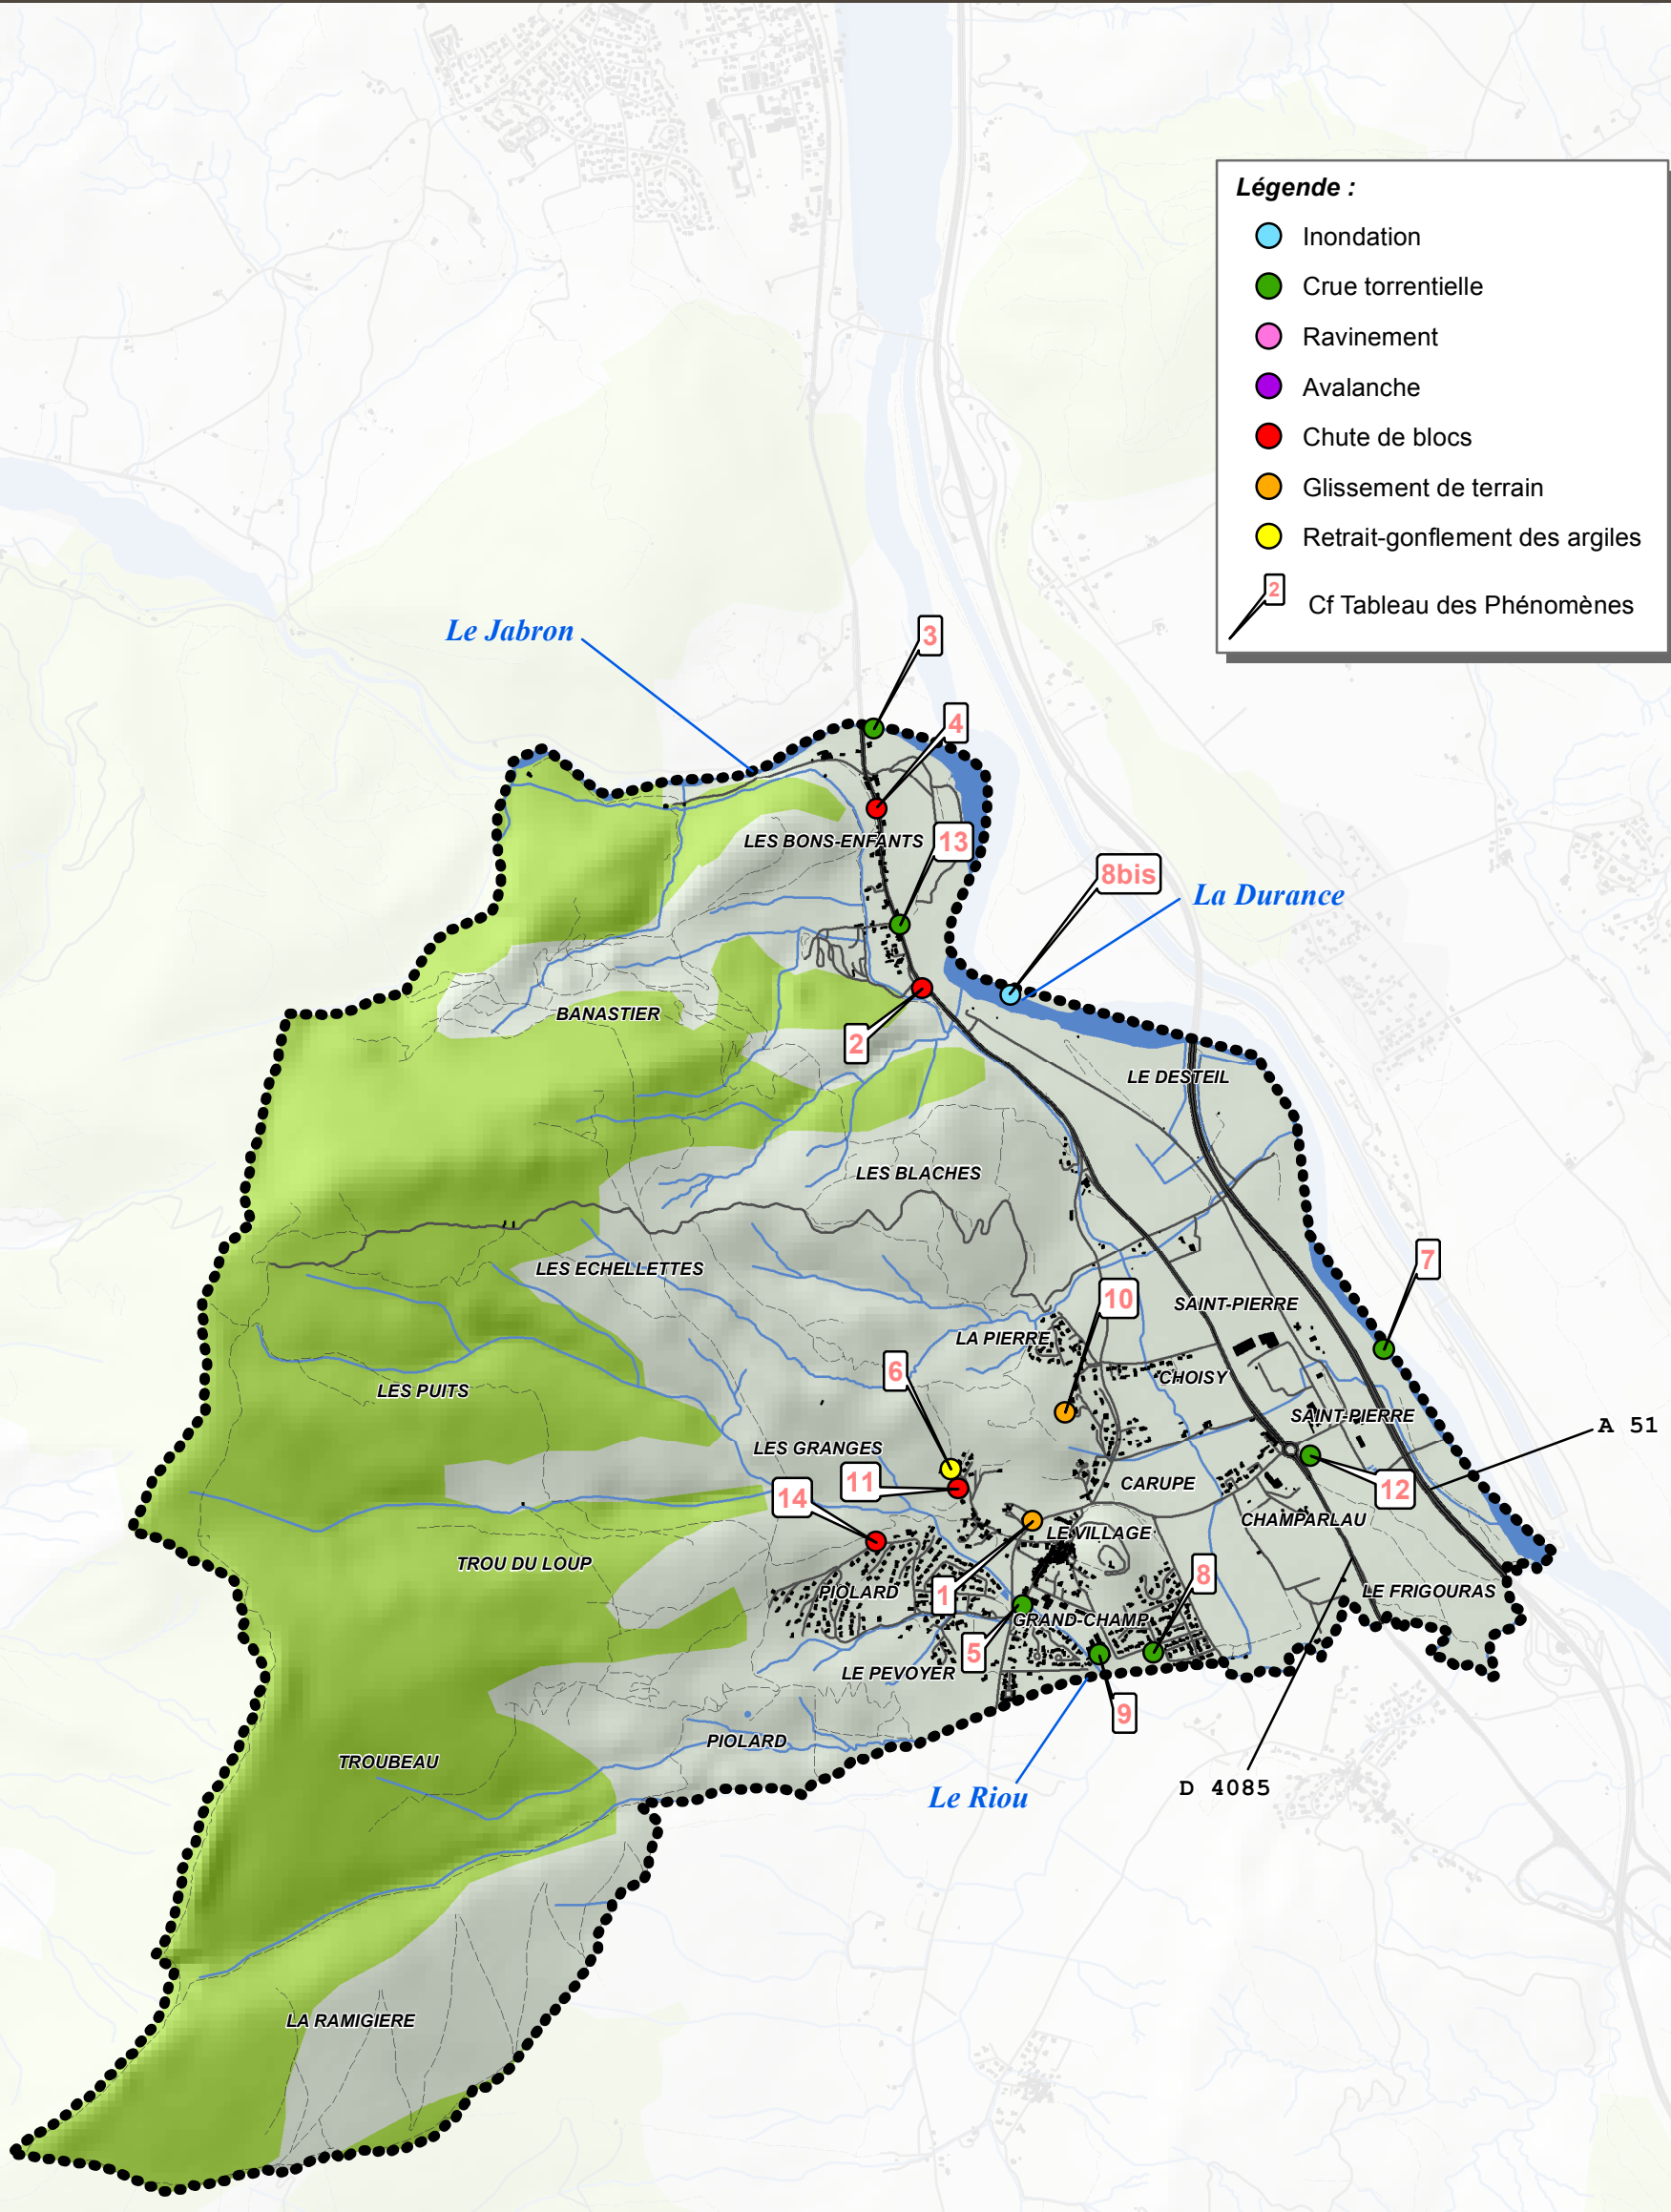 Légende :
Inondation
Crue torrentielle
Ravinement
Avalanche
Chute de blocs
Glissement de terrain
Retrait-gonflement des argiles
2
Cf Tableau des Phénomènes
Le Jabron
3
4
LES BONS-ENFANTS
13
8bis
La Durance
BANASTIER
2
LE DESTEIL
LES BLACHES
LES ECHELLETTES
7
10
SAINT-PIERRE
LA PIERRE
6
CHOISY
LES PUITS
SAINT-PIERRE
A 51
LES GRANGES
11
14
CARUPE
12
CHAMPARLAU
LE VILLAGE
TROU DU LOUP
8
PIOLARD
1
LE FRIGOURAS
GRAND-CHAMP
5
LE PEVOYER
9
PIOLARD
TROUBEAU
D 4085
Le Riou
LA RAMIGIERE